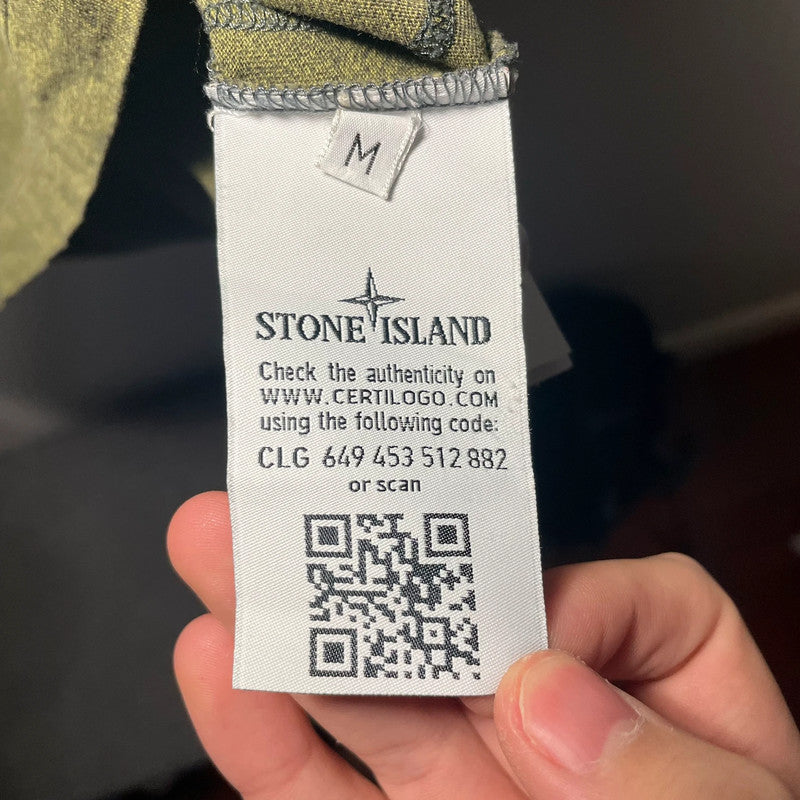 M
STONE ISLAND
Check the authenticity on
WWW.CERTILOGO.COM
using the following code:
CLG 649 453 512 882
or scan